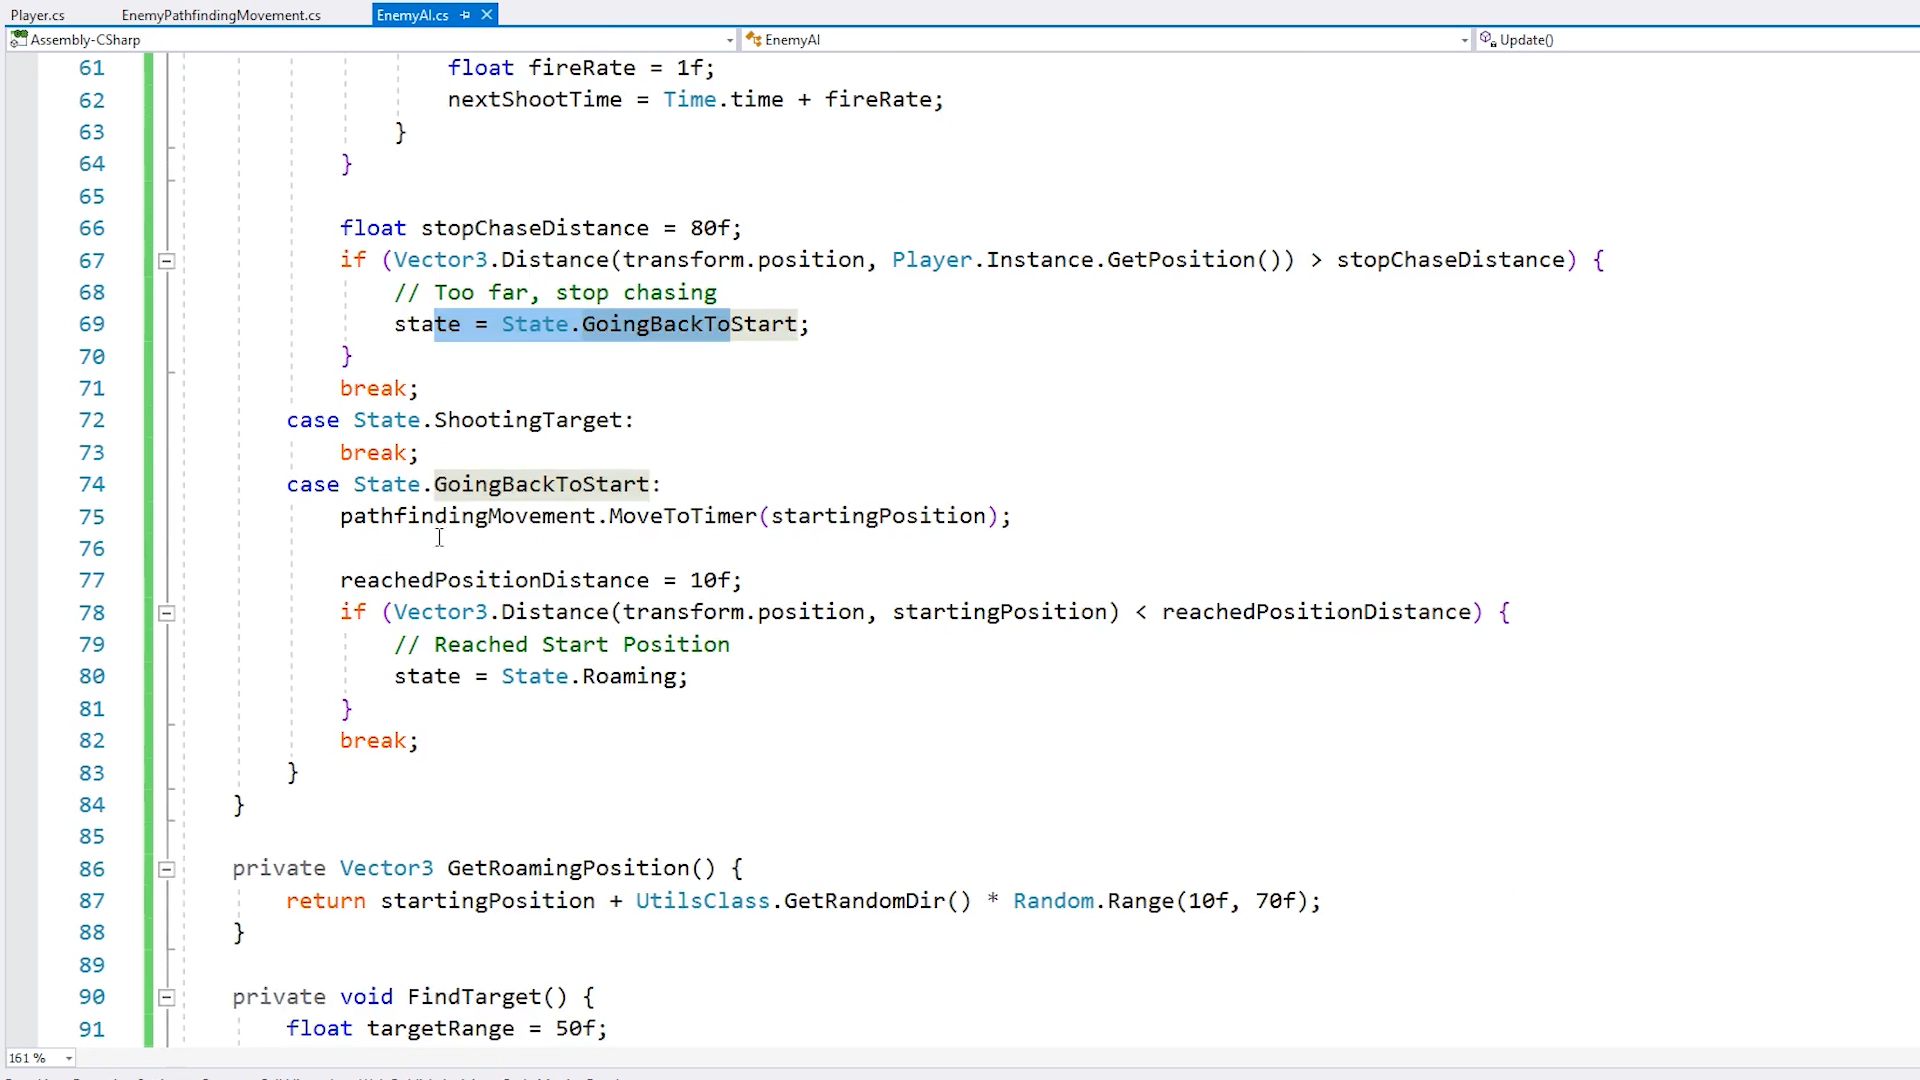 Player.cs EnemyPathfindingMovement.cs EnemyAI.cs
Assembly-CSharp EnemyAI Update()
61 float fireRate = 1f;
62 nextShootTime = Time.time + fireRate;
63 }
64 }
65
66 float stopChaseDistance = 80f;
67 if (Vector3.Distance(transform.position, Player.Instance.GetPosition()) > stopChaseDistance) {
68 // Too far, stop chasing
69 state = State.GoingBackToStart;
70 }
71 break;
72 case State.ShootingTarget:
73 break;
74 case State.GoingBackToStart:
75 pathfindingMovement.MoveToTimer(startingPosition);
76
77 reachedPositionDistance = 10f;
78 if (Vector3.Distance(transform.position, startingPosition) < reachedPositionDistance) {
79 // Reached Start Position
80 state = State.Roaming;
81 }
82 break;
83 }
84 }
85
86 private Vector3 GetRoamingPosition() {
87 return startingPosition + UtilsClass.GetRandomDir() * Random.Range(10f, 70f);
88 }
89
90 private void FindTarget() {
91 float targetRange = 50f;
161 %